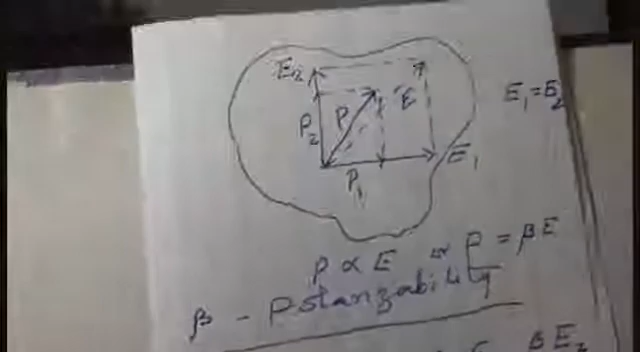 E₂
E
E₁ = E₂
P₂
P
E₁
P₁
P ∝ E or P = βE
β - Polarizability
βE₂